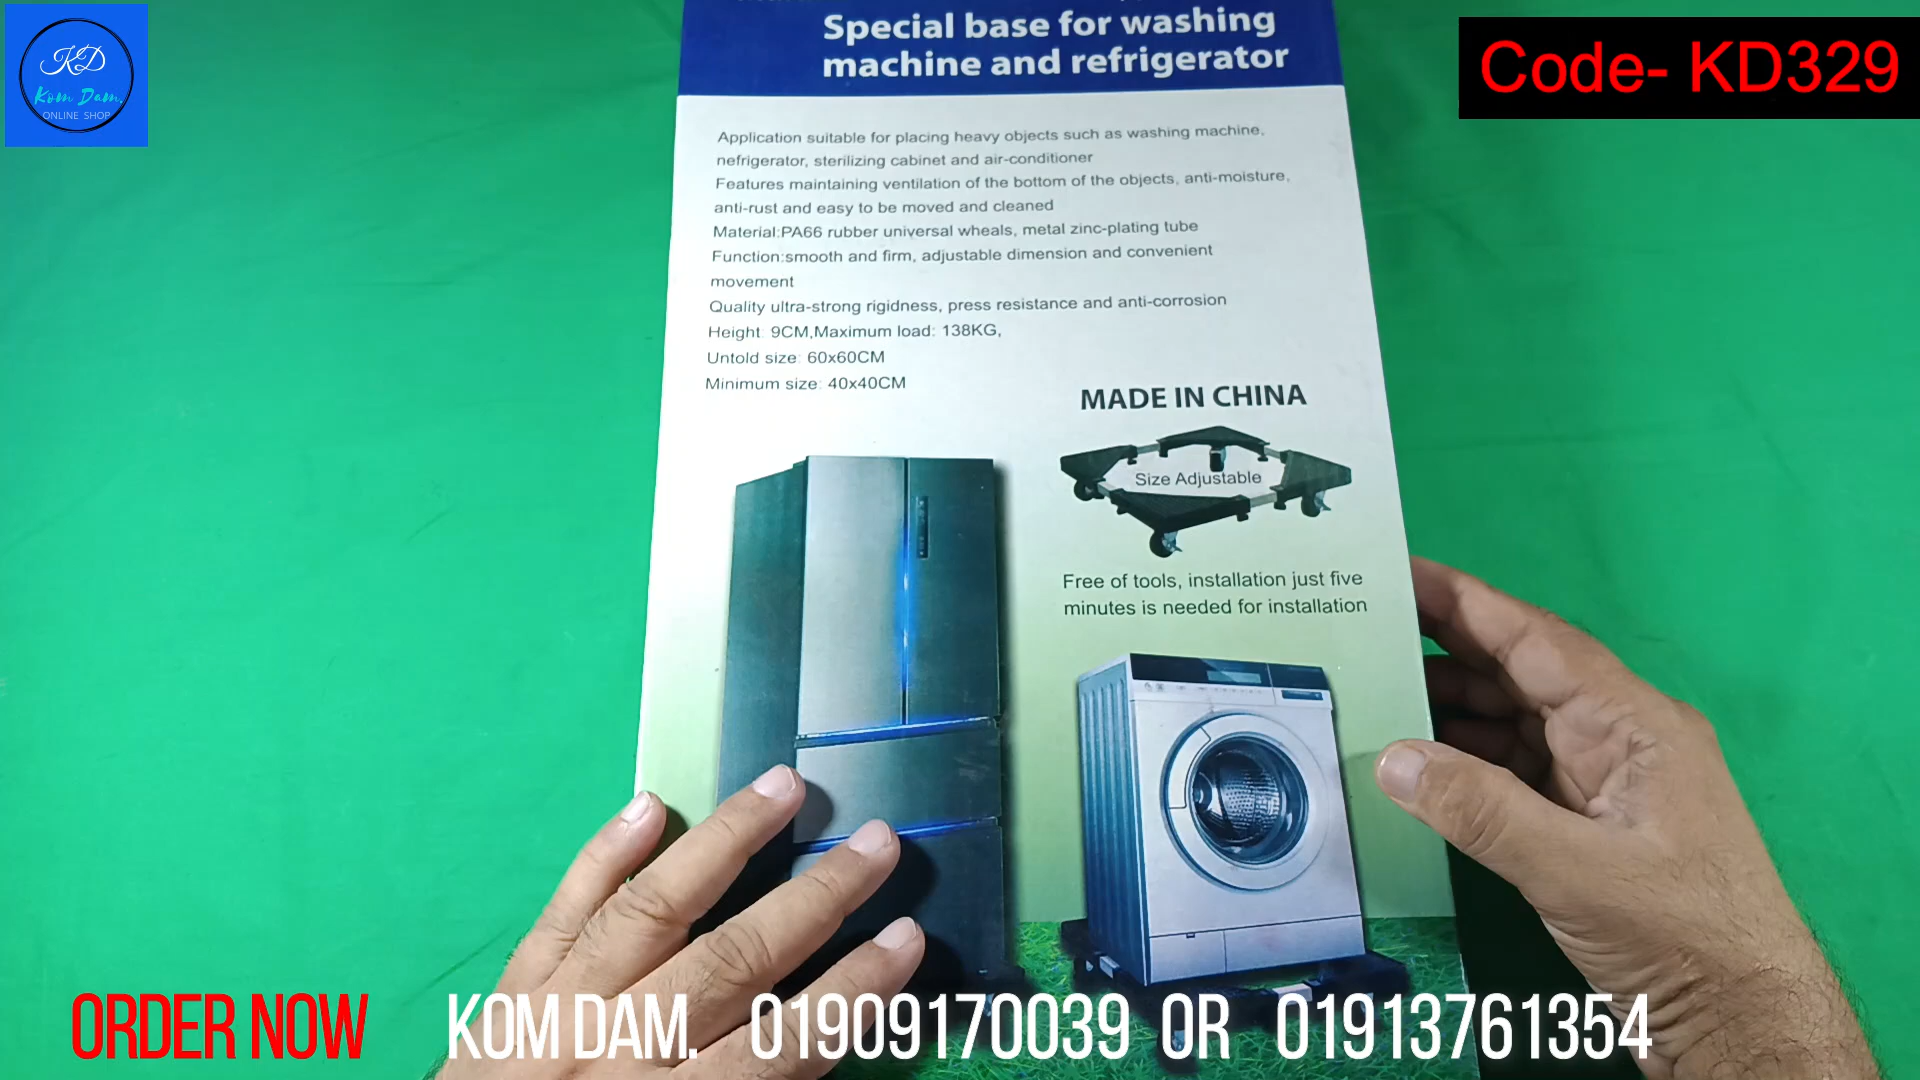 KD
Kom Dam.
ONLINE SHOP
Code- KD329
Special base for washing
machine and refrigerator
Application suitable for placing heavy objects such as washing machine,
nefrigerator, sterilizing cabinet and air-conditioner
Features maintaining ventilation of the bottom of the objects, anti-moisture,
anti-rust and easy to be moved and cleaned
Material:PA66 rubber universal wheals, metal zinc-plating tube
Function:smooth and firm, adjustable dimension and convenient
movement
Quality ultra-strong rigidness, press resistance and anti-corrosion
Height: 9CM,Maximum load: 138KG,
Untold size: 60x60CM
Minimum size: 40x40CM
MADE IN CHINA
Size Adjustable
Free of tools, installation just five
minutes is needed for installation
ORDER NOW KOM DAM. 01909170039 OR 01913761354